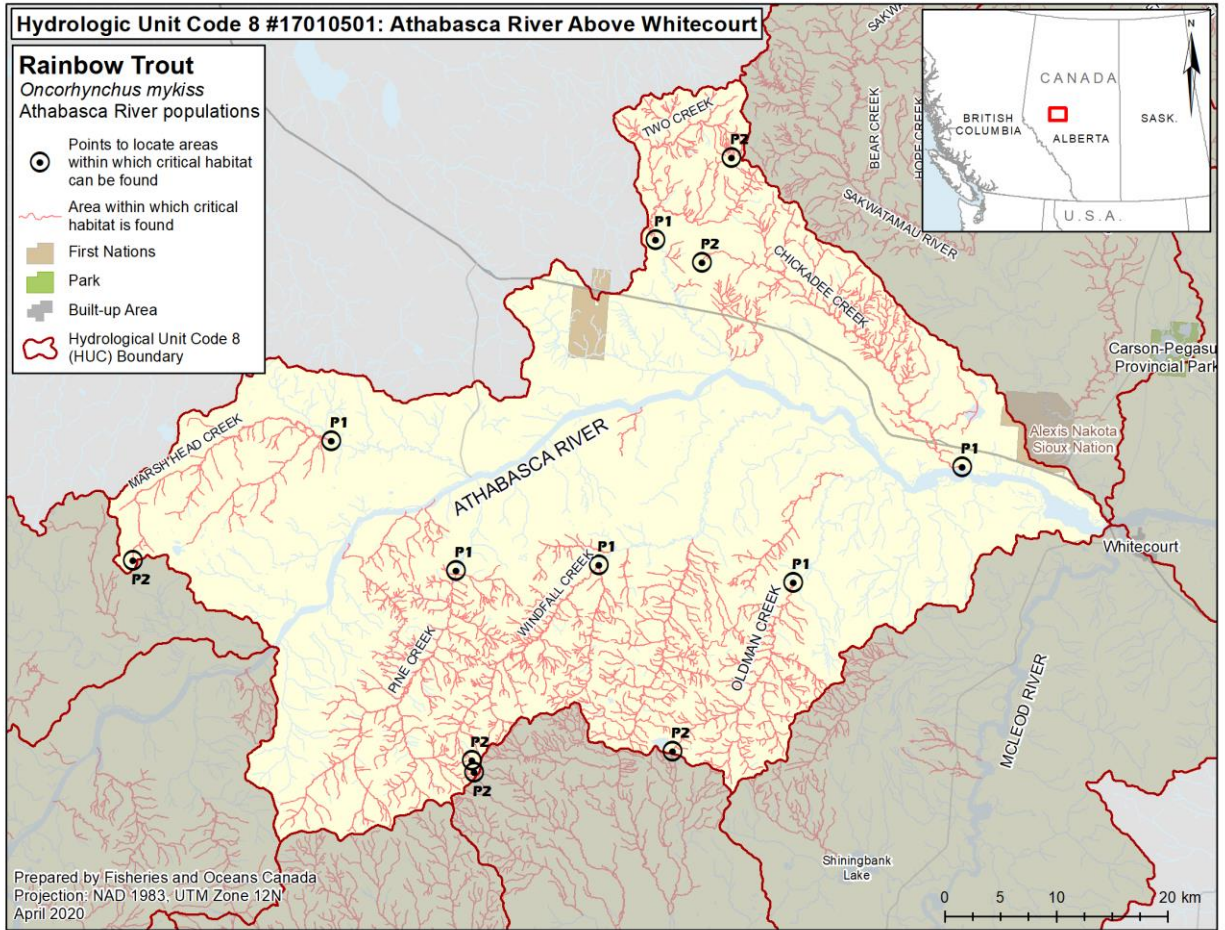 Hydrologic Unit Code 8 #17010501: Athabasca River Above Whitecourt
Rainbow Trout
Oncorhynchus mykiss
Athabasca River populations
Points to locate areas
within which critical habitat
can be found
Area within which critical
habitat is found
First Nations
Park
Built-up Area
Hydrological Unit Code 8
(HUC) Boundary
N
CANADA
BRITISH
COLUMBIA
ALBERTA
SASK.
U.S.A.
TWO CREEK
P2
BEAR CREEK
HOPE CREEK
SAKWATAMAU RIVER
P1
P2
CHICKADEE CREEK
Carson-Pegasu
Provincial Park
Alexis Nakota
Sioux Nation
P1
MARSH HEAD CREEK
P1
ATHABASCA RIVER
P2
P1
P1
P1
Whitecourt
WINDFALL CREEK
PINE CREEK
OLDMAN CREEK
MCLEOD RIVER
P2
P2
P2
Shiningbank
Lake
Prepared by Fisheries and Oceans Canada
Projection: NAD 1983, UTM Zone 12N
April 2020
0 5 10 20 km